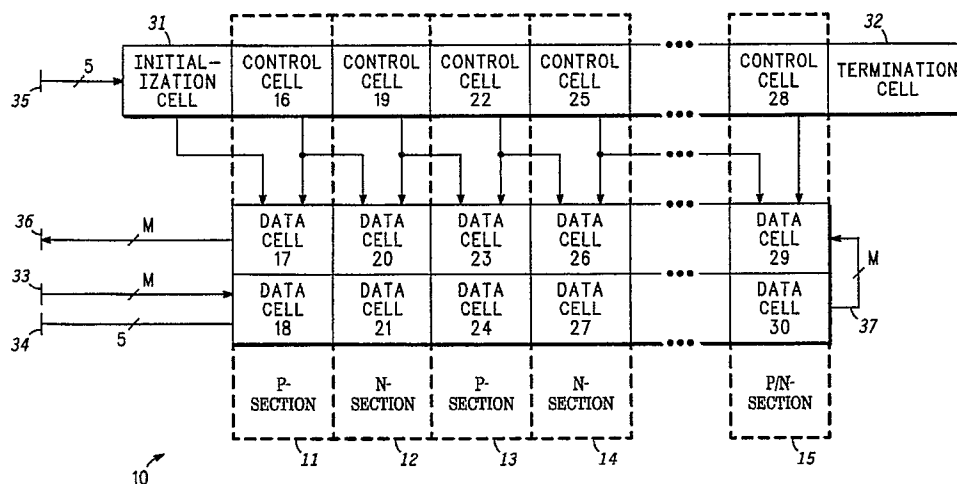 31
32
INITIAL-
IZATION
CELL
CONTROL
CELL
16
CONTROL
CELL
19
CONTROL
CELL
22
CONTROL
CELL
25
•••
CONTROL
CELL
28
TERMINATION
CELL
5
35
•••
36
M
DATA
CELL
17
DATA
CELL
20
DATA
CELL
23
DATA
CELL
26
•••
DATA
CELL
29
M
33
M
34
5
DATA
CELL
18
DATA
CELL
21
DATA
CELL
24
DATA
CELL
27
•••
DATA
CELL
30
37
P-
SECTION
N-
SECTION
P-
SECTION
N-
SECTION
P/N-
SECTION
10
11
12
13
14
15